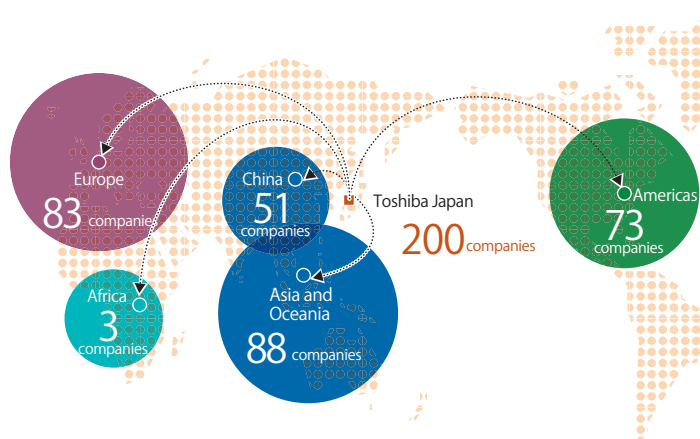 Europe
83 companies
China
51
companies
Toshiba Japan
200 companies
Americas
73
companies
Africa
3
companies
Asia and
Oceania
88 companies